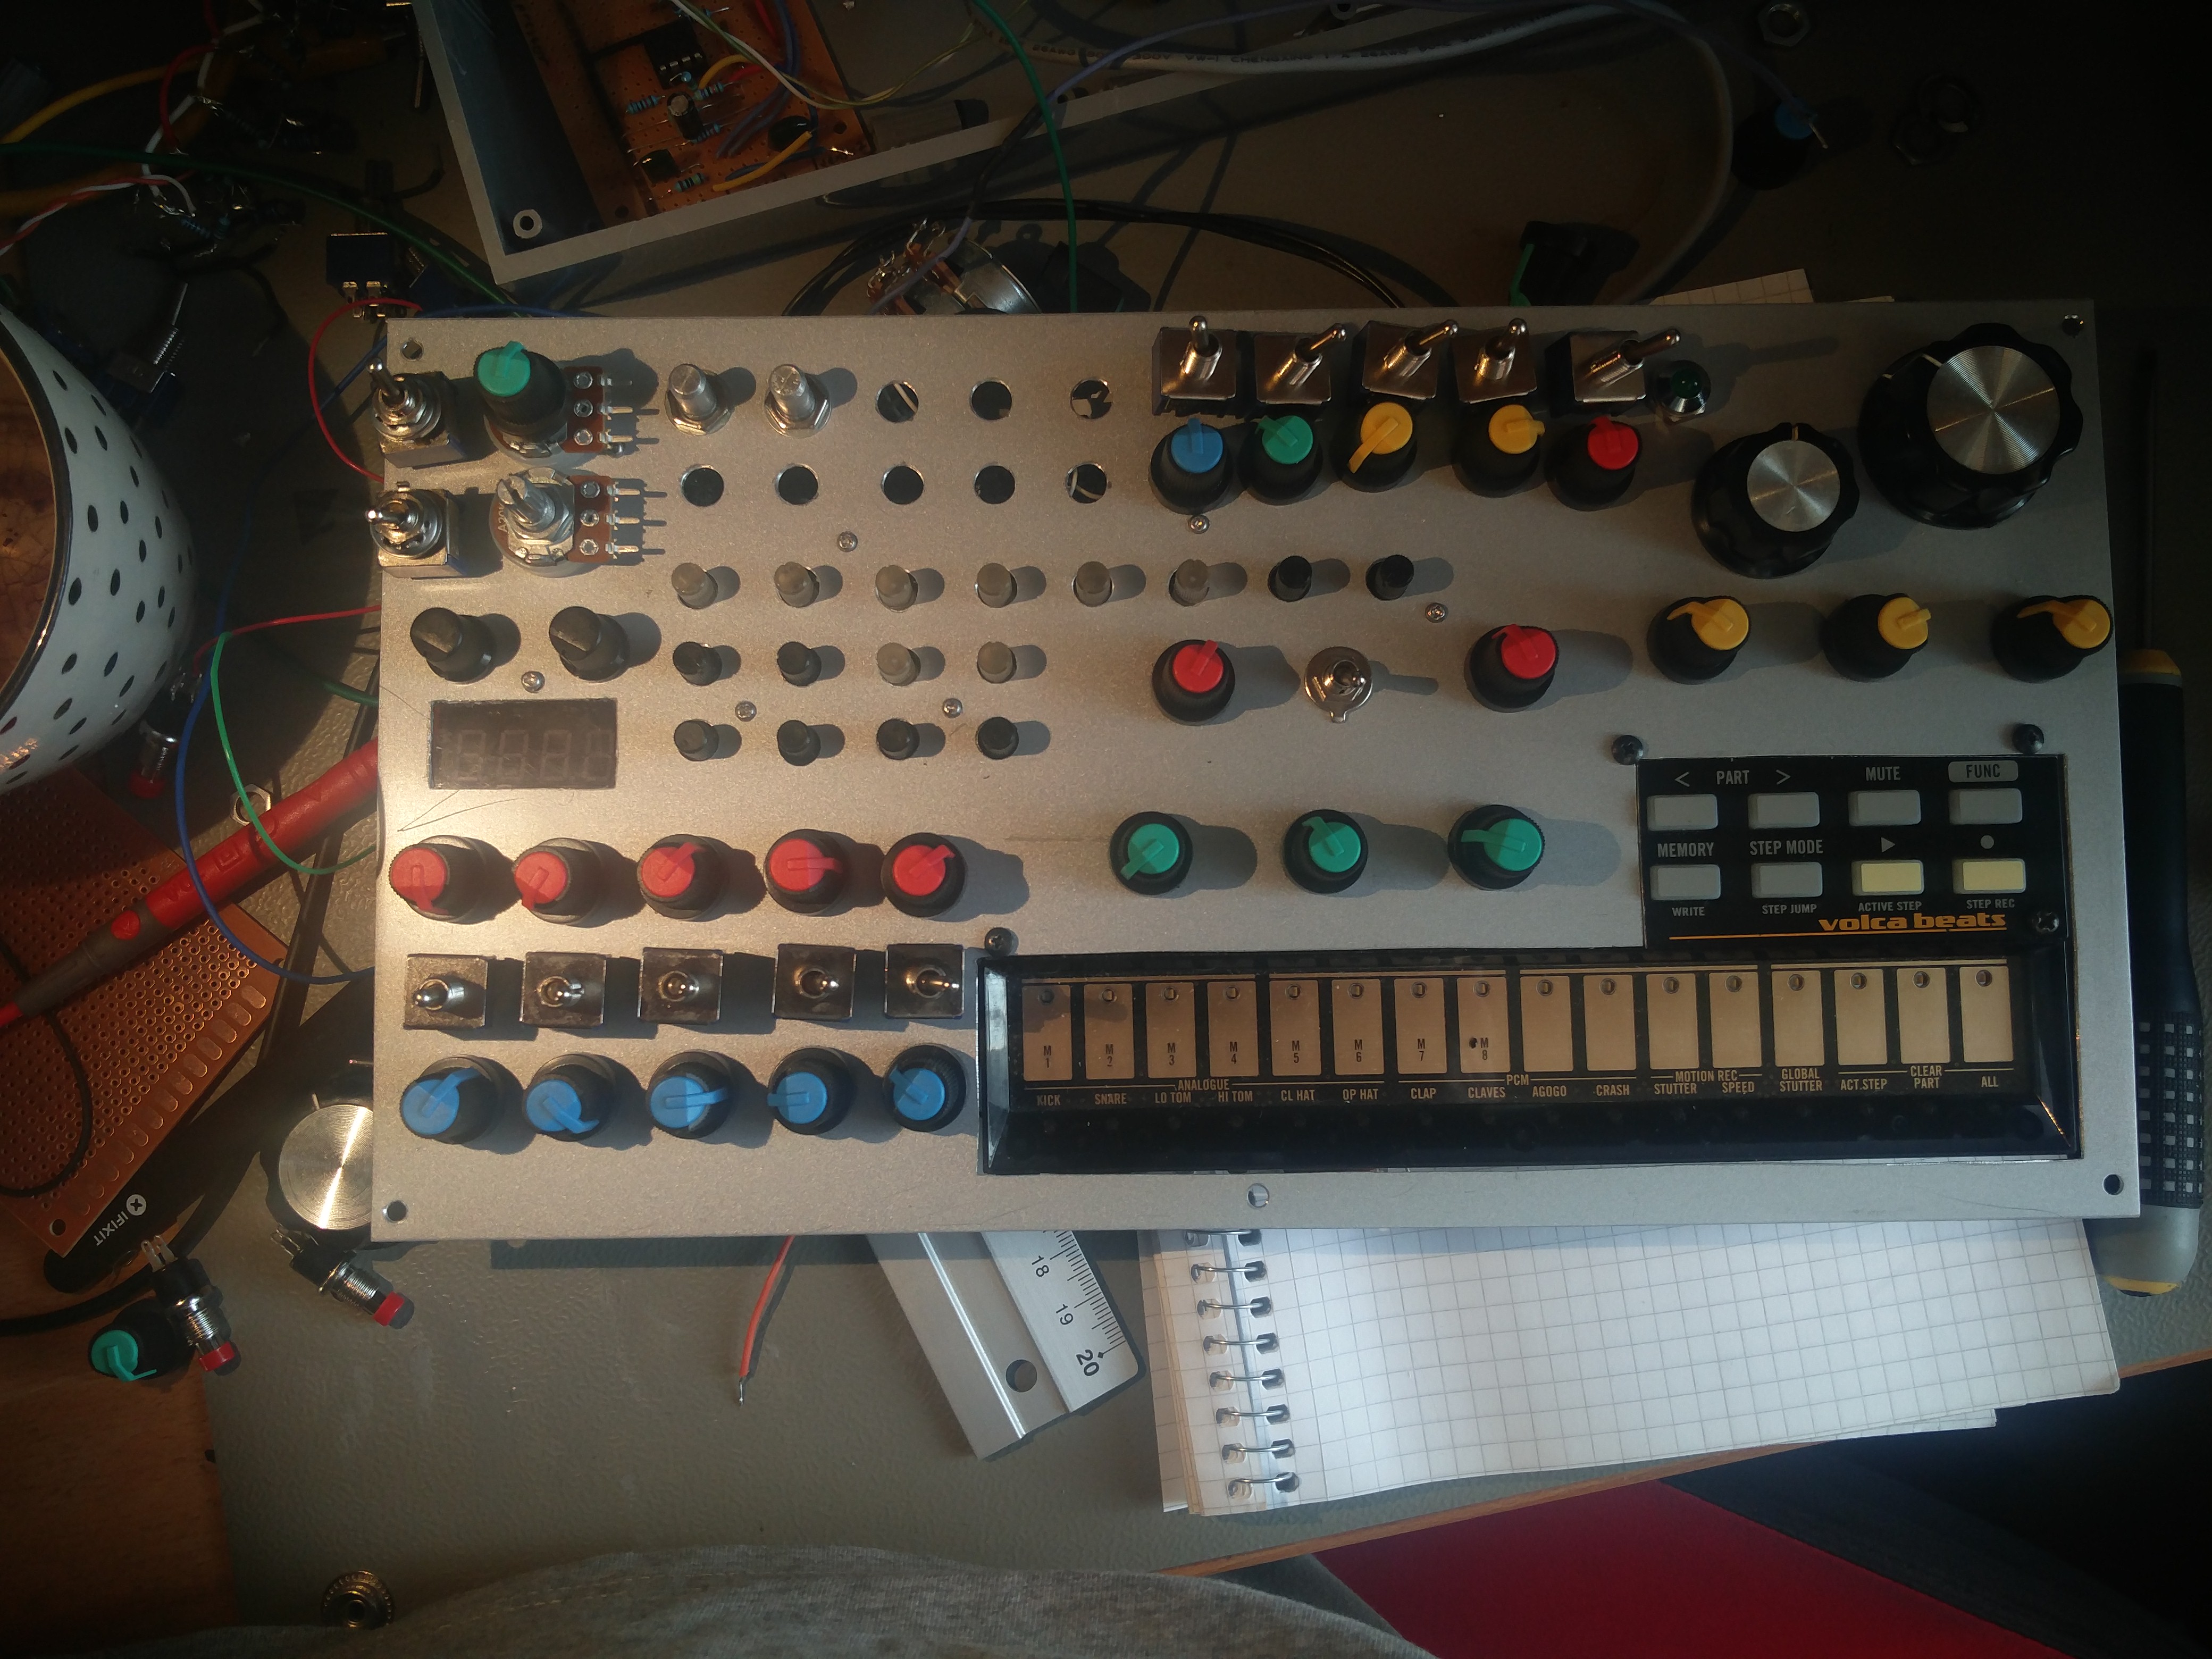 < PART >
MUTE
FUNC
MEMORY
STEP MODE
WRITE
STEP JUMP
ACTIVE STEP
STEP REC
volca beats
M 1
M 2
M 3
M 4
M 5
M 6
M 7
M 8
ANALOGUE
PCM
MOTION REC
GLOBAL
CLEAR
KICK
SNARE
LO TOM
HI TOM
CL HAT
OP HAT
CLAP
CLAVES
AGOGO
CRASH
STUTTER
SPEED
STUTTER
ACT.STEP
PART
ALL
IFIXIT
18
19
20